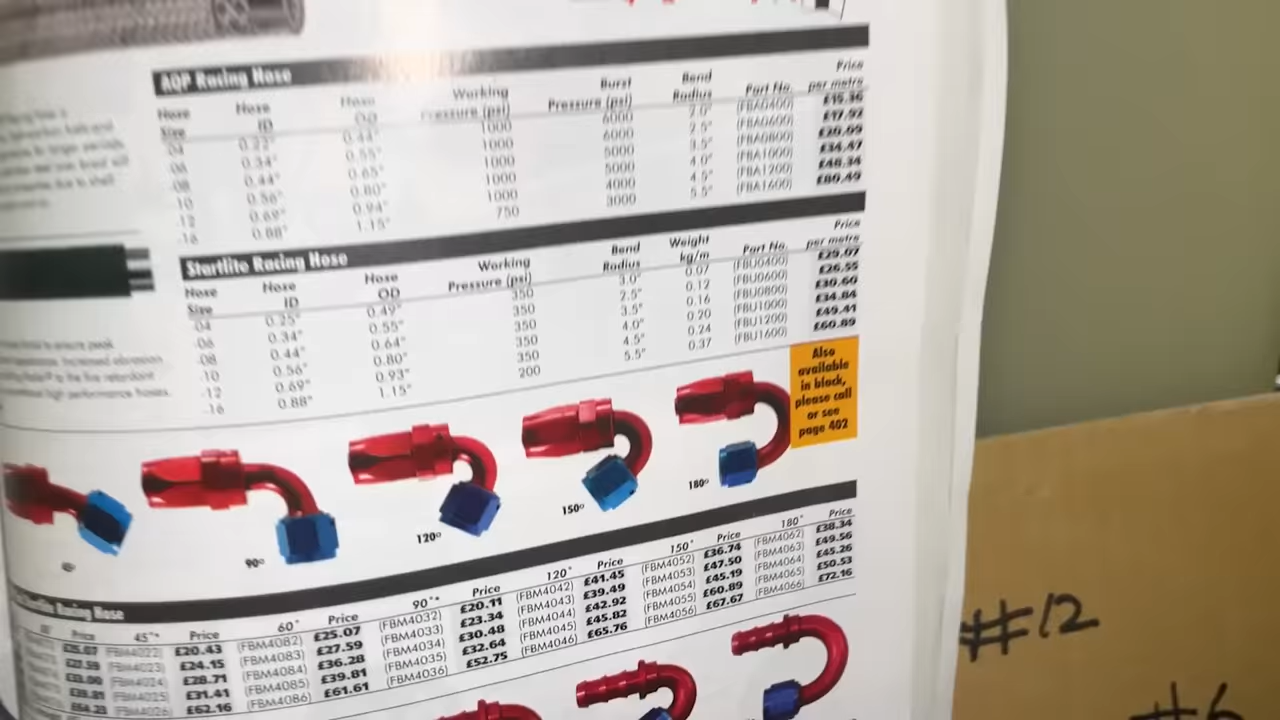 AQP Racing Hose
Hose Size Hose ID Hose OD Working Pressure (psi) Burst Pressure (psi) Bend Radius Part No. Price per metre
-04 0.22" 0.44" 1000 6000 2.0" (FBA0400) £15.36
-06 0.34" 0.55" 1000 6000 2.5" (FBA0600) £17.92
-08 0.44" 0.65" 1000 5000 3.5" (FBA0800) £20.09
-10 0.56" 0.80" 1000 5000 4.0" (FBA1000) £34.47
-12 0.69" 0.94" 1000 4000 4.5" (FBA1200) £48.34
-16 0.88" 1.15" 750 3000 5.5" (FBA1600) £80.49
Startlite Racing Hose
Hose Size Hose ID Hose OD Working Pressure (psi) Bend Radius Weight kg/m Part No. Price per metre
-04 0.25" 0.49" 350 3.0" 0.07 (FBU0400) £29.07
-06 0.34" 0.55" 350 2.5" 0.12 (FBU0600) £26.55
-08 0.44" 0.64" 350 3.5" 0.16 (FBU0800) £30.60
-10 0.56" 0.80" 350 4.0" 0.20 (FBU1000) £34.84
-12 0.69" 0.93" 350 4.5" 0.24 (FBU1200) £49.41
-16 0.88" 1.15" 200 5.5" 0.37 (FBU1600) £60.89
Also
available
in black,
please call
or see
page 402
90º
120º
150º
180º
Racing Hose
Price 45°* Price 60° Price 90°* Price 120° Price 150° Price 180° Price
(FBM4022) £20.43 (FBM4082) £25.07 (FBM4032) £20.11 (FBM4042) £41.45 (FBM4052) £36.74 (FBM4062) £38.34
(FBM4023) £24.15 (FBM4083) £27.59 (FBM4033) £23.34 (FBM4043) £39.49 (FBM4053) £47.50 (FBM4063) £49.56
(FBM4024) £28.71 (FBM4084) £36.28 (FBM4034) £30.48 (FBM4044) £42.92 (FBM4054) £45.19 (FBM4064) £45.26
(FBM4025) £31.41 (FBM4085) £39.81 (FBM4035) £32.64 (FBM4045) £45.82 (FBM4055) £60.89 (FBM4065) £50.53
(FBM4026) £62.16 (FBM4086) £61.61 (FBM4036) £52.75 (FBM4046) £65.76 (FBM4056) £67.67 (FBM4066) £72.16
#12
#6